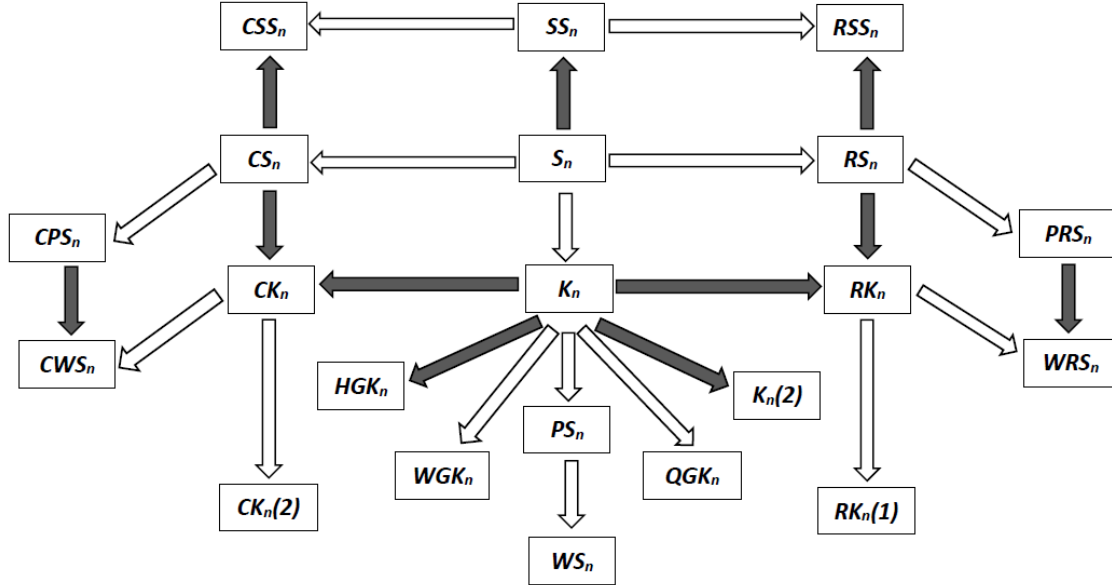 CSSₙ SSₙ RSSₙ
CSₙ Sₙ RSₙ
CPSₙ PRSₙ
CKₙ Kₙ RKₙ
CWSₙ WRSₙ
HGKₙ Kₙ(2)
PSₙ
WGKₙ QGKₙ
CKₙ(2) RKₙ(1)
WSₙ